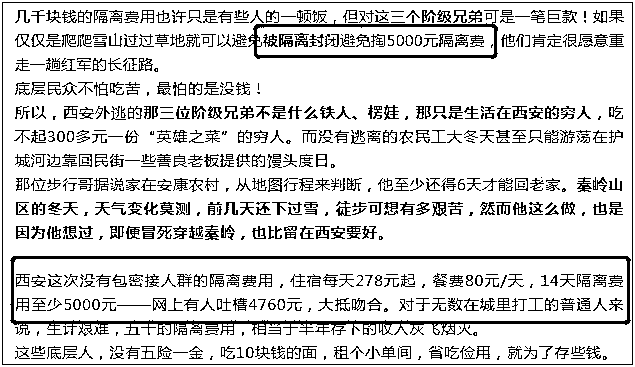 几千块钱的隔离费用也许只是有些人的一顿饭，但对这三个阶级兄弟可是一笔巨款！如果
仅仅是爬爬雪山过过草地就可以避免被隔离封闭避免掏5000元隔离费，他们肯定很愿意重
走一趟红军的长征路。
底层民众不怕吃苦，最怕的是没钱！
所以，西安外逃的那三位阶级兄弟不是什么铁人、楞娃，那只是生活在西安的穷人，吃
不起300多元一份“英雄之菜”的穷人。而没有逃离的农民工大冬天甚至只能游荡在护
城河边靠回民街一些善良老板提供的馒头度日。
那位步行哥据说家在安康农村，从地图行程来判断，他至少还得6天才能回老家。秦岭山
区的冬天，天气变化莫测，前几天还下过雪，徒步可想有多艰苦，然而他这么做，也是
因为他想过，即便冒死穿越秦岭，也比留在西安要好。
西安这次没有包密接人群的隔离费用，住宿每天278元起，餐费80元/天，14天隔离费
用至少5000元——网上有人吐槽4760元，大抵吻合。对于无数在城里打工的普通人来
说，生计艰难，五千的隔离费用，相当于半年存下的收入灰飞烟灭。
这些底层人，没有五险一金，吃10块钱的面，租个小单间，省吃俭用，就为了存些钱。